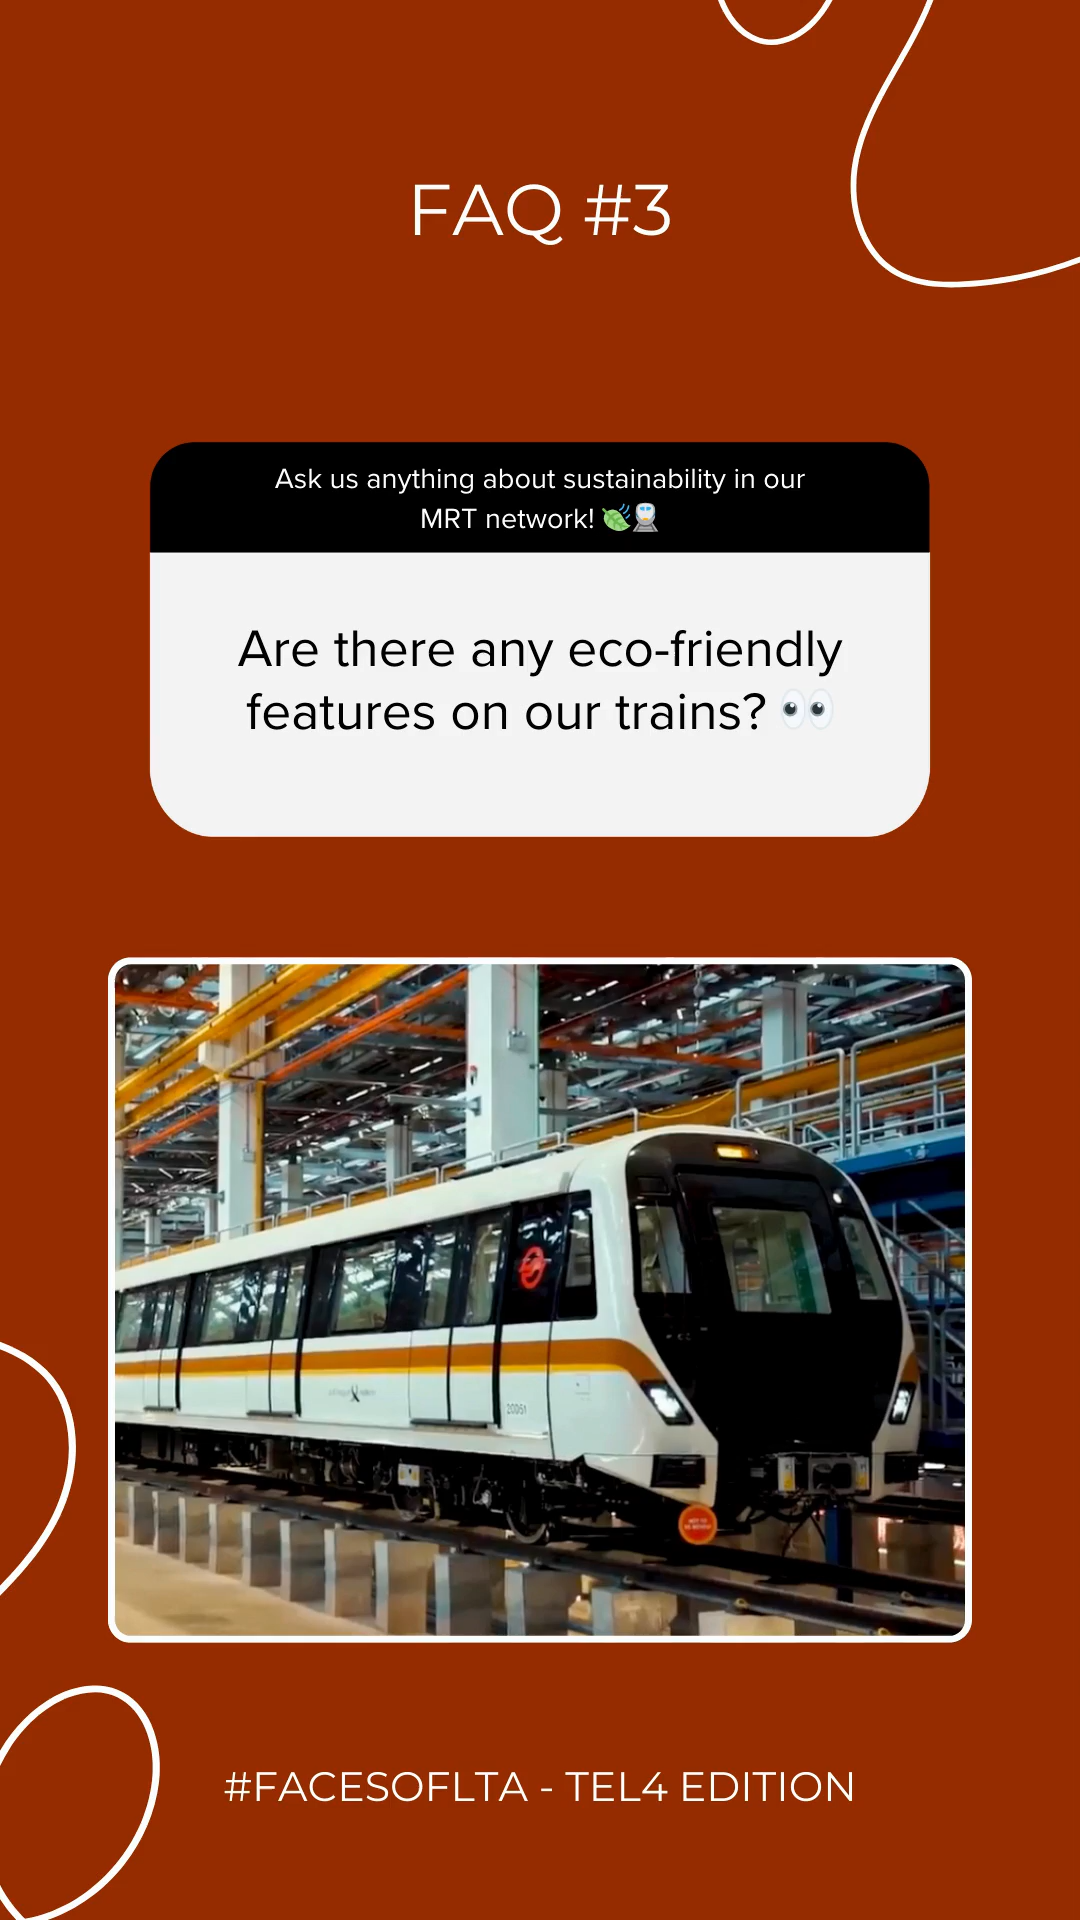 FAQ #3
Ask us anything about sustainability in our
MRT network! 🍃🚆
Are there any eco-friendly
features on our trains? 👀
20051
#FACESOFLTA - TEL4 EDITION